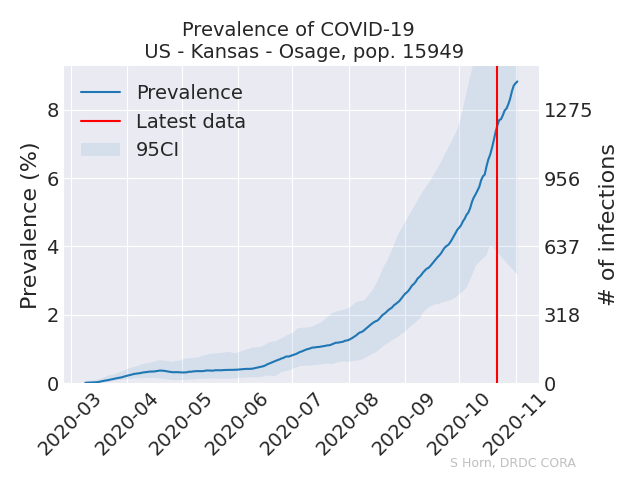 Prevalence of COVID-19
US - Kansas - Osage, pop. 15949
Prevalence
Latest data
95CI
Prevalence (%)
8
6
4
2
0
1275
956
637
318
0
# of infections
2020-03
2020-04
2020-05
2020-06
2020-07
2020-08
2020-09
2020-10
2020-11
S Horn, DRDC CORA